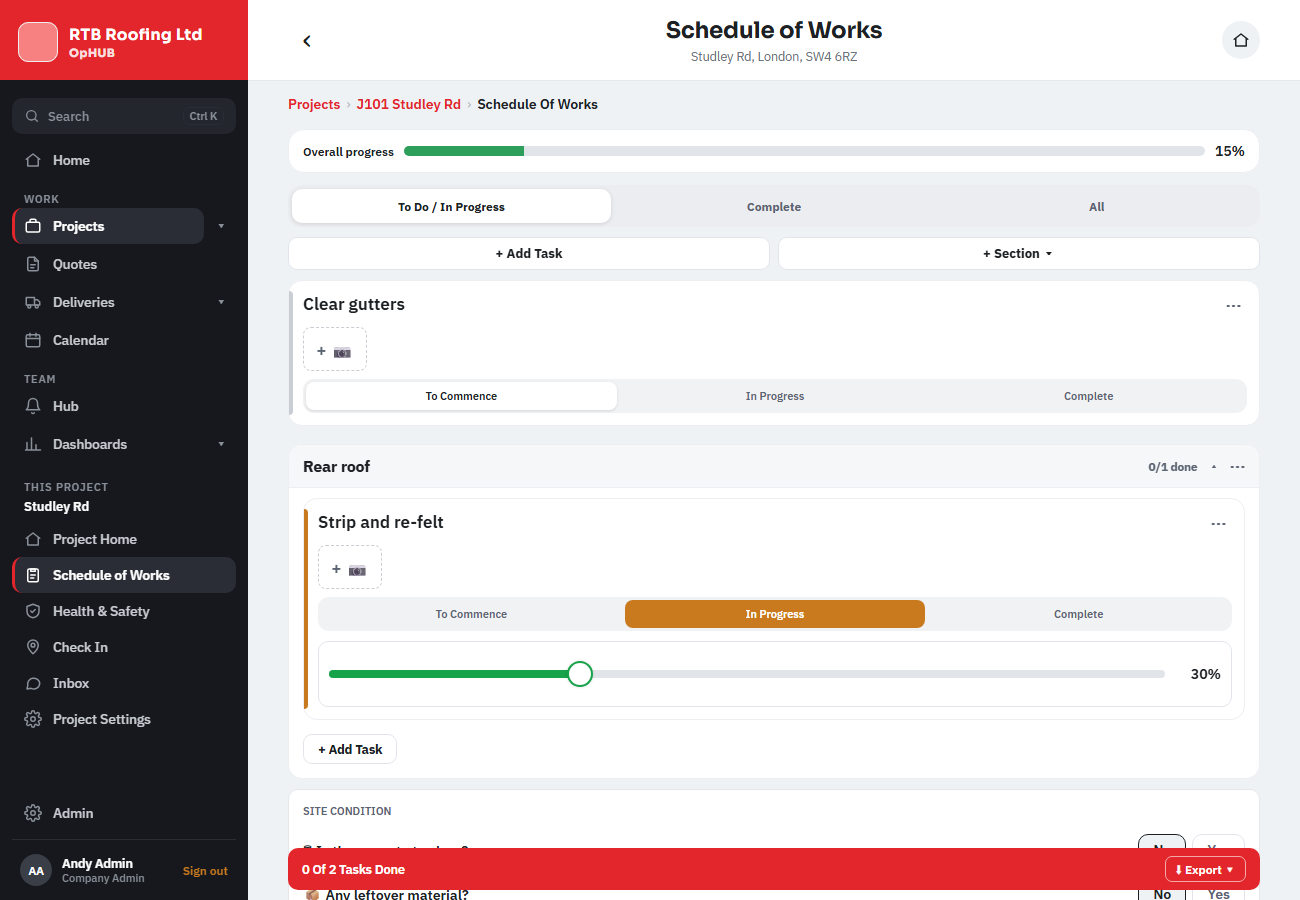 RTB Roofing Ltd
OpHUB
Search
Ctrl K
Home
WORK
Projects
Quotes
Deliveries
Calendar
TEAM
Hub
Dashboards
THIS PROJECT
Studley Rd
Project Home
Schedule of Works
Health & Safety
Check In
Inbox
Project Settings
Admin
AA
Andy Admin
Company Admin
Sign out
Schedule of Works
Studley Rd, London, SW4 6RZ
Projects › J101 Studley Rd › Schedule Of Works
Overall progress 15%
To Do / In Progress Complete All
+ Add Task + Section
Clear gutters
+
To Commence In Progress Complete
Rear roof 0/1 done
Strip and re-felt
+
To Commence In Progress Complete
30%
+ Add Task
SITE CONDITION
0 Of 2 Tasks Done Export
Any leftover material? No Yes